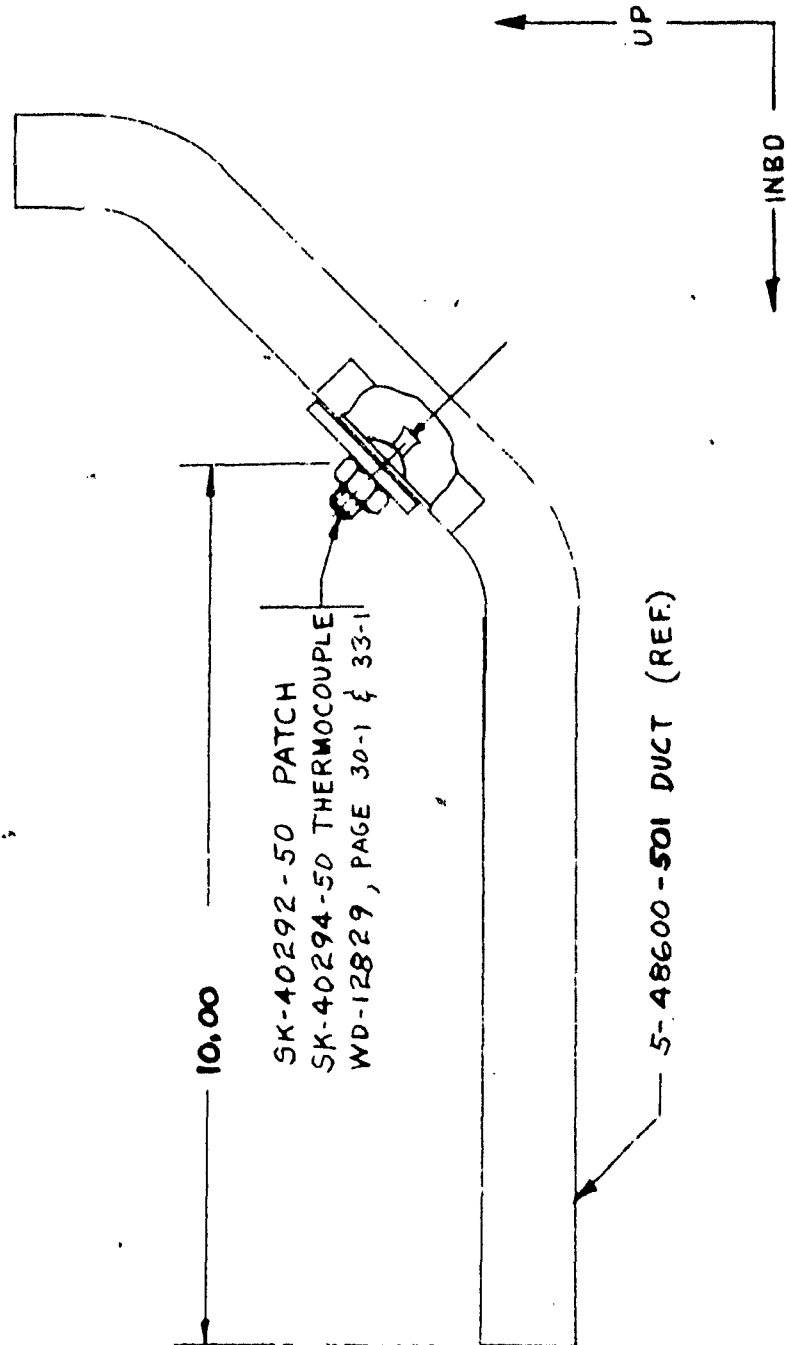 UP
INBD
10.00
SK-40292-50 PATCH
SK-40294-50 THERMOCOUPLE
WD-12829, PAGE 30-1 & 33-1
5-48600-501 DUCT (REF.)